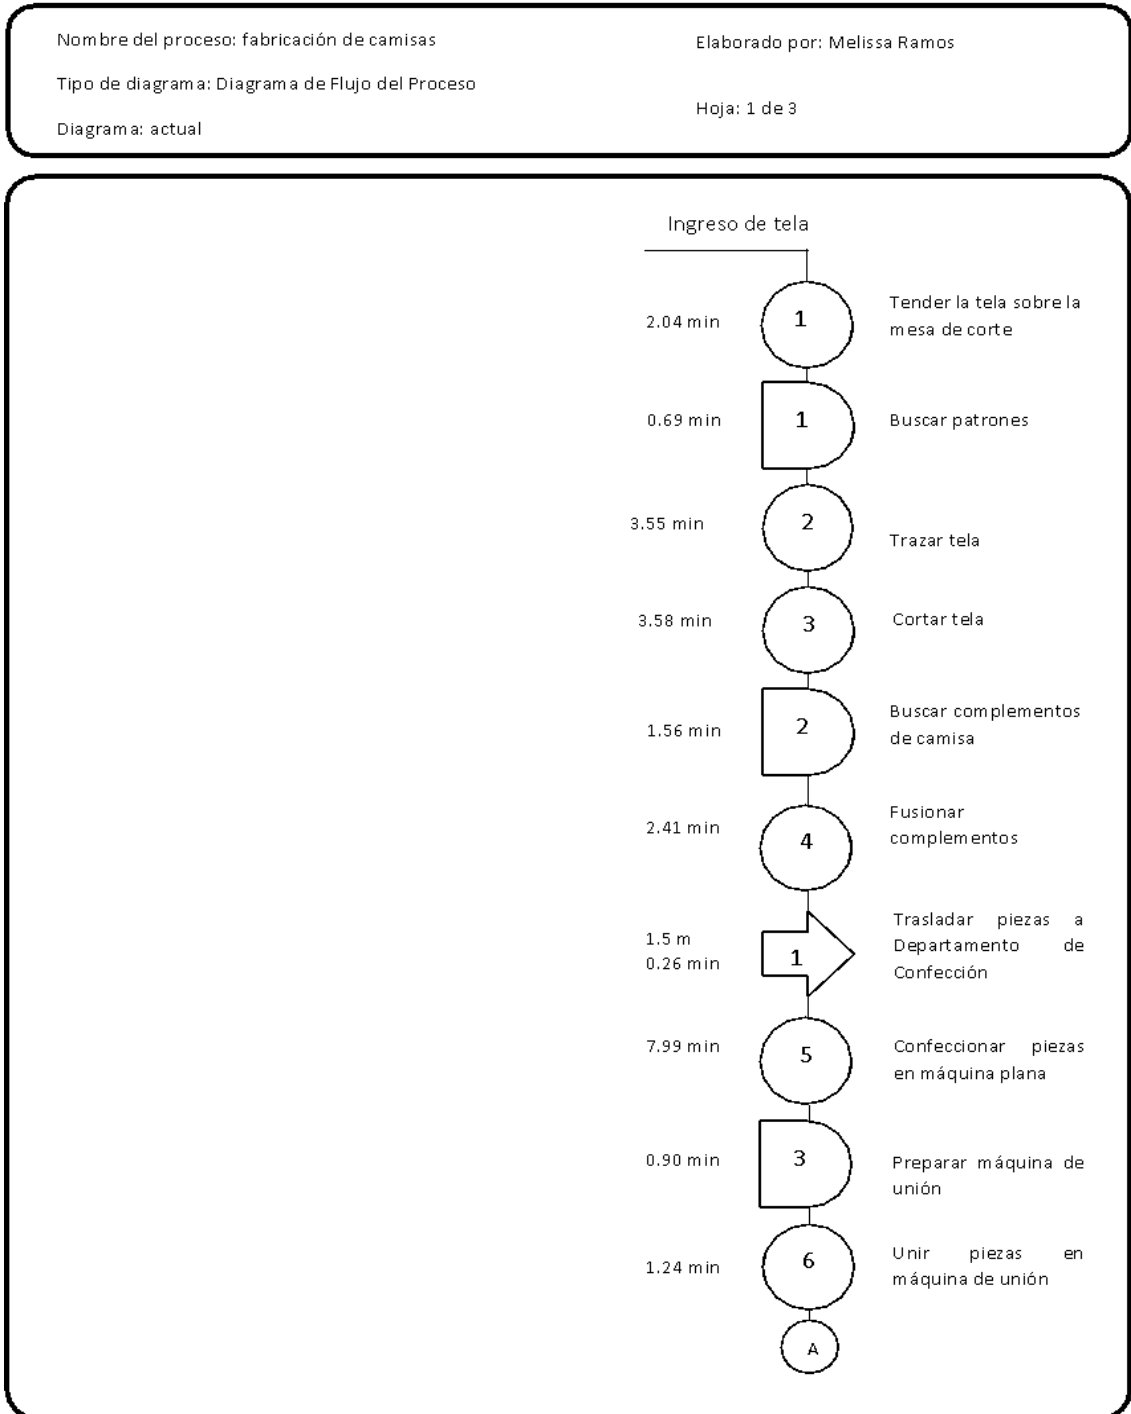 Nombre del proceso: fabricación de camisas
Elaborado por: Melissa Ramos
Tipo de diagrama: Diagrama de Flujo del Proceso
Hoja: 1 de 3
Diagrama: actual
Ingreso de tela
2.04 min
1
Tender la tela sobre la
mesa de corte
0.69 min
1
Buscar patrones
3.55 min
2
Trazar tela
3.58 min
3
Cortar tela
1.56 min
2
Buscar complementos
de camisa
2.41 min
4
Fusionar
complementos
1.5 m
0.26 min
1
Trasladar piezas a
Departamento de
Confección
7.99 min
5
Confeccionar piezas
en máquina plana
0.90 min
3
Preparar máquina de
unión
1.24 min
6
Unir piezas en
máquina de unión
A